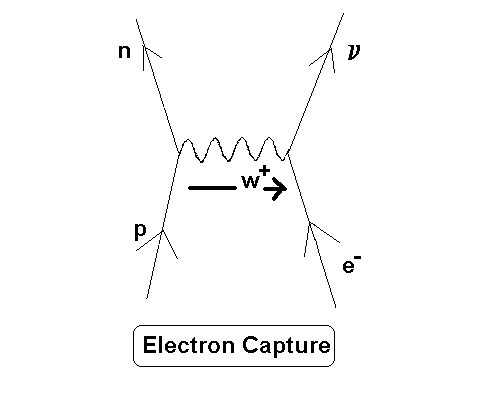 n
ν
w+
p
e-
Electron Capture